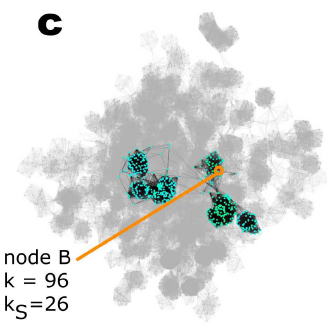 C
node B
k = 96
kS=26